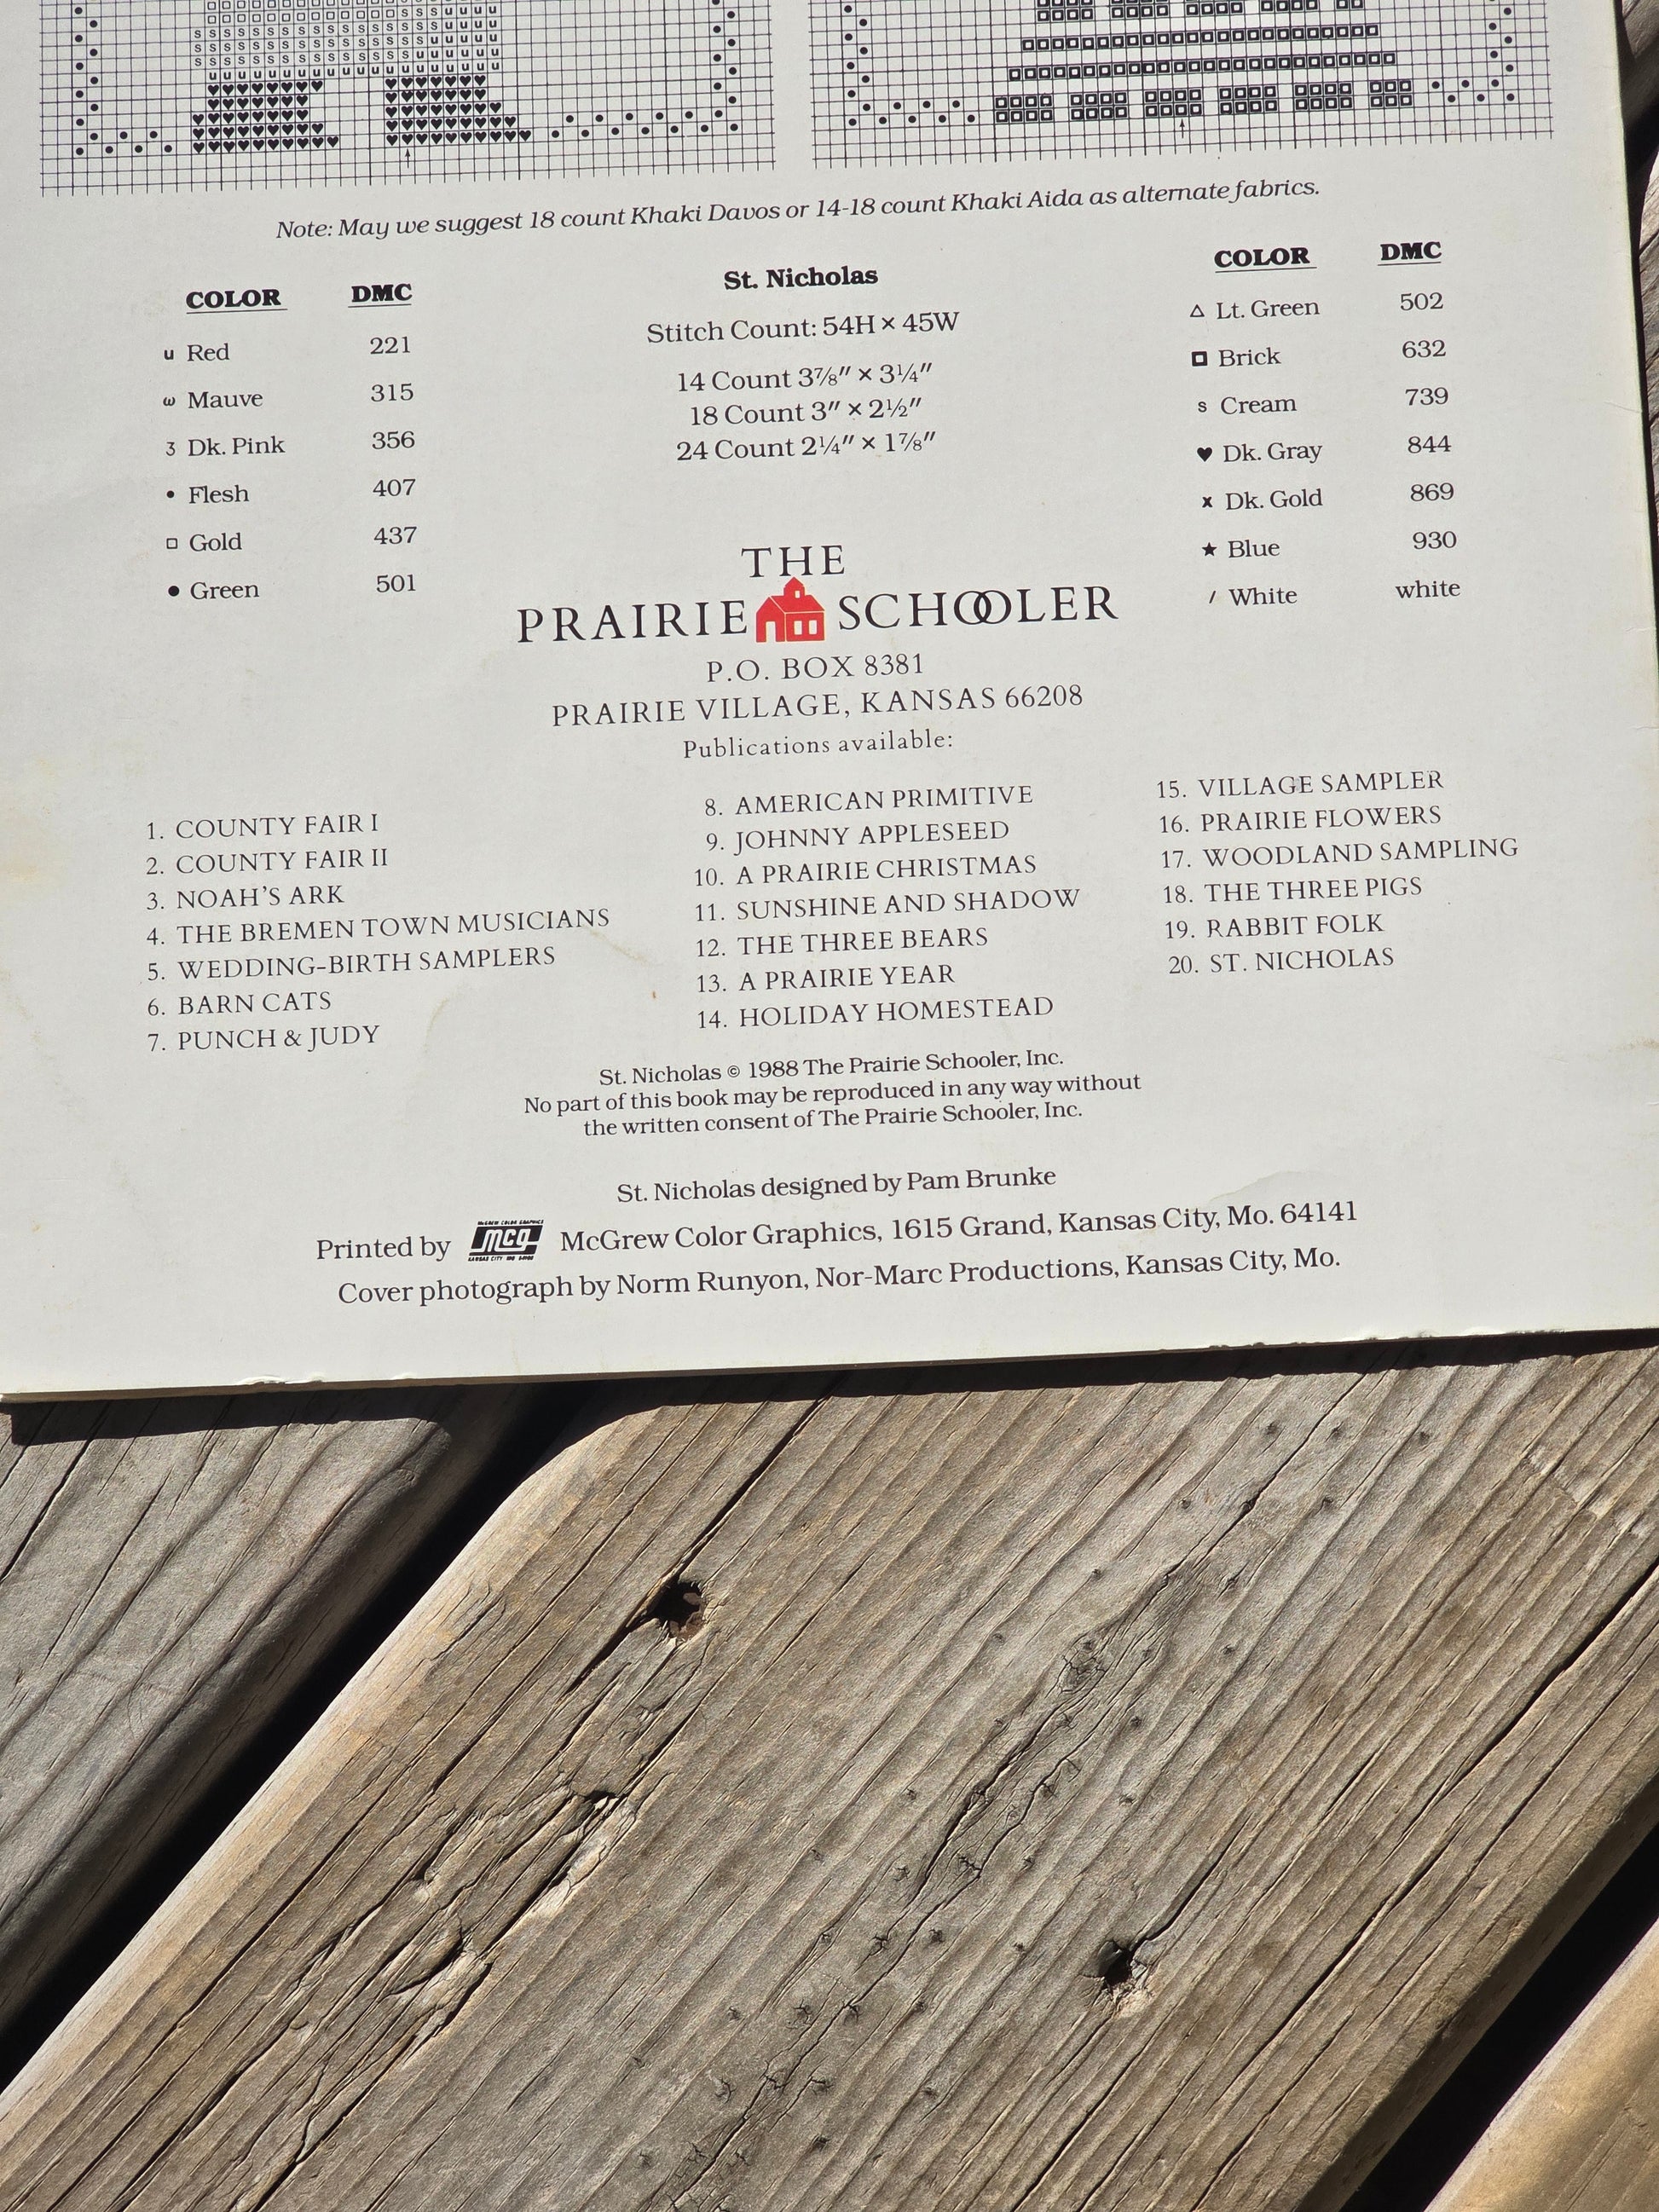 Note: May we suggest 18 count Khaki Davos or 14-18 count Khaki Aida as alternate fabrics.
COLOR DMC
u Red 221
ω Mauve 315
3 Dk. Pink 356
• Flesh 407
□ Gold 437
● Green 501
St. Nicholas
Stitch Count: 54H × 45W
14 Count 3⅞″ × 3¼″
18 Count 3″ × 2½″
24 Count 2¼″ × 1⅞″
COLOR DMC
△ Lt. Green 502
◘ Brick 632
s Cream 739
♥ Dk. Gray 844
x Dk. Gold 869
★ Blue 930
/ White white
THE
PRAIRIE SCHOOLER
P.O. BOX 8381
PRAIRIE VILLAGE, KANSAS 66208
Publications available:
1. COUNTY FAIR I
2. COUNTY FAIR II
3. NOAH'S ARK
4. THE BREMEN TOWN MUSICIANS
5. WEDDING-BIRTH SAMPLERS
6. BARN CATS
7. PUNCH & JUDY
8. AMERICAN PRIMITIVE
9. JOHNNY APPLESEED
10. A PRAIRIE CHRISTMAS
11. SUNSHINE AND SHADOW
12. THE THREE BEARS
13. A PRAIRIE YEAR
14. HOLIDAY HOMESTEAD
15. VILLAGE SAMPLER
16. PRAIRIE FLOWERS
17. WOODLAND SAMPLING
18. THE THREE PIGS
19. RABBIT FOLK
20. ST. NICHOLAS
St. Nicholas © 1988 The Prairie Schooler, Inc.
No part of this book may be reproduced in any way without
the written consent of The Prairie Schooler, Inc.
St. Nicholas designed by Pam Brunke
Printed by McGREW COLOR GRAPHICS mcg KANSAS CITY MO McGrew Color Graphics, 1615 Grand, Kansas City, Mo. 64141
Cover photograph by Norm Runyon, Nor-Marc Productions, Kansas City, Mo.